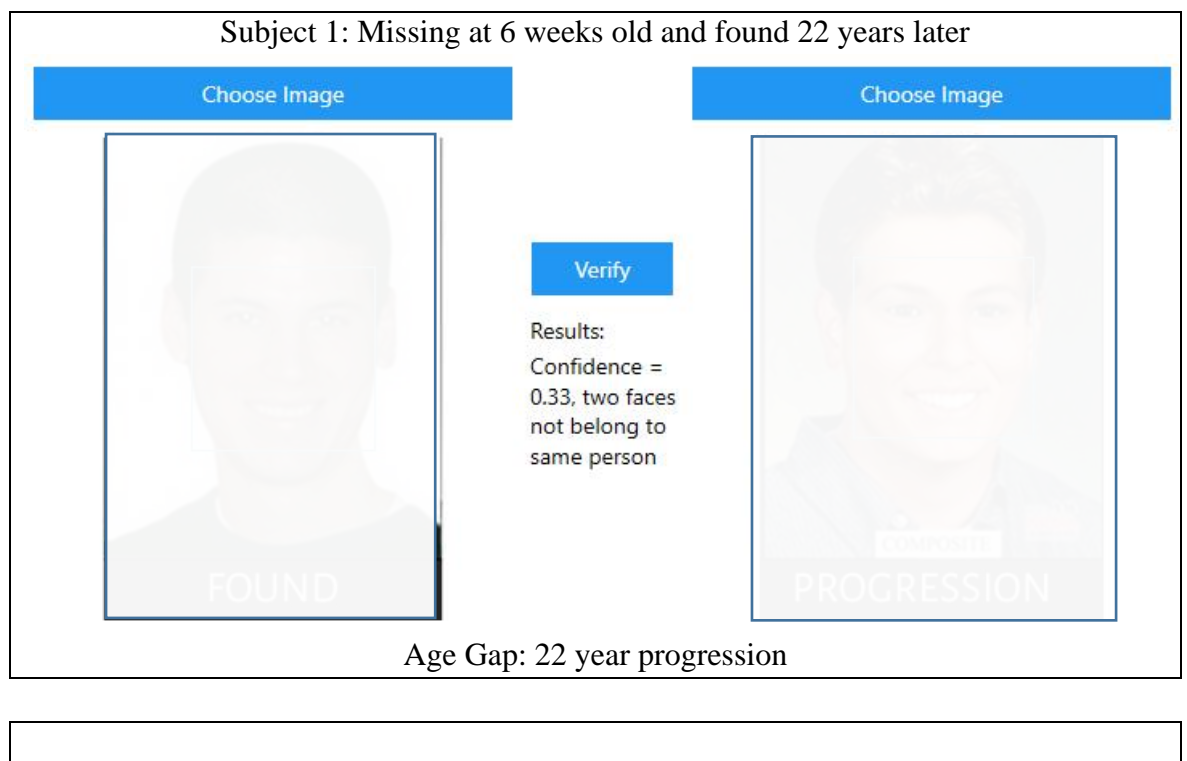 Subject 1: Missing at 6 weeks old and found 22 years later
Choose Image
Choose Image
Verify
Results:
Confidence =
0.33, two faces
not belong to
same person
COMPOSITE
FOUND
PROGRESSION
Age Gap: 22 year progression